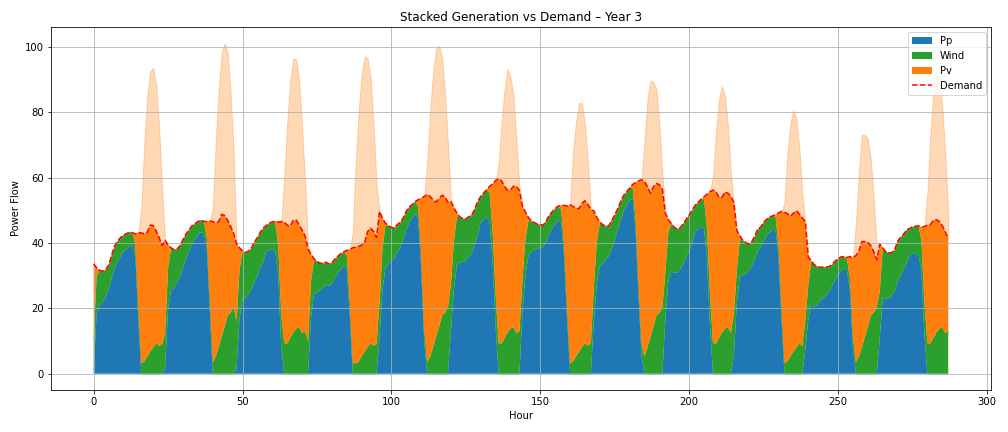 Stacked Generation vs Demand – Year 3
Pp
Wind
Pv
Demand
Power Flow
100
80
60
40
20
0
0
50
100
150
200
250
300
Hour